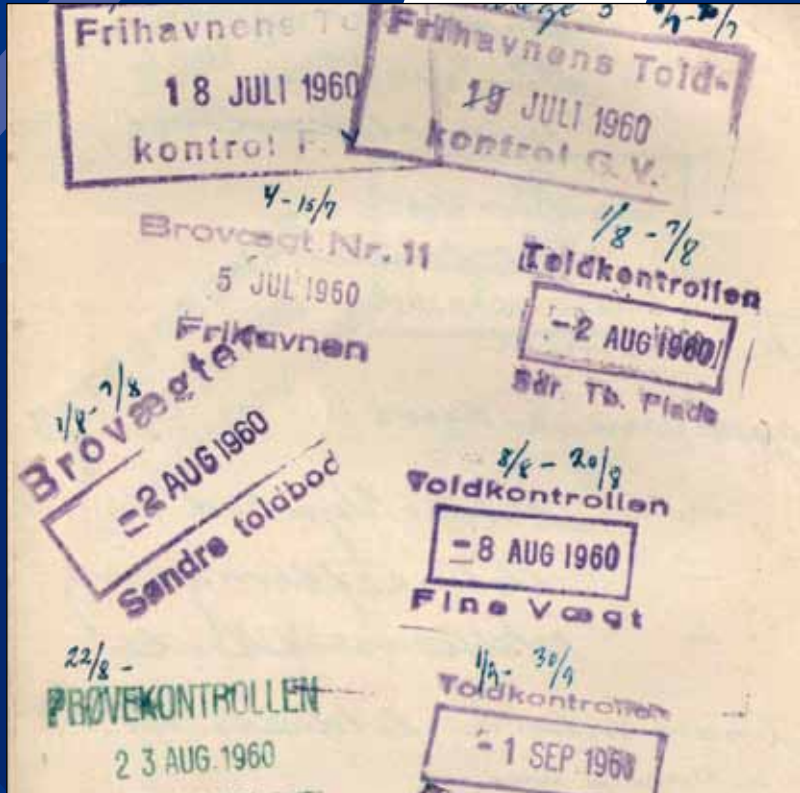 Frihavnens
18 JULI 1960
kontrol F.
Frihavnens Told-
19 JULI 1960
kontrol G.V.
4-15/7
Brovægt Nr. 11
5 JUL 1960
Frihavnen
1/8 - 7/8
Toldkontrollen
-2 AUG 1960
Sdr. Tb. Plads
1/8 - 7/8
Brovægter
-2 AUG 1960
Søndre toldbod
8/8 - 20/8
Toldkontrollen
-8 AUG 1960
Fine Vægt
22/8 -
PRØVEKONTROLLEN
23 AUG. 1960
1/9 - 30/9
Toldkontrollen
-1 SEP. 1960